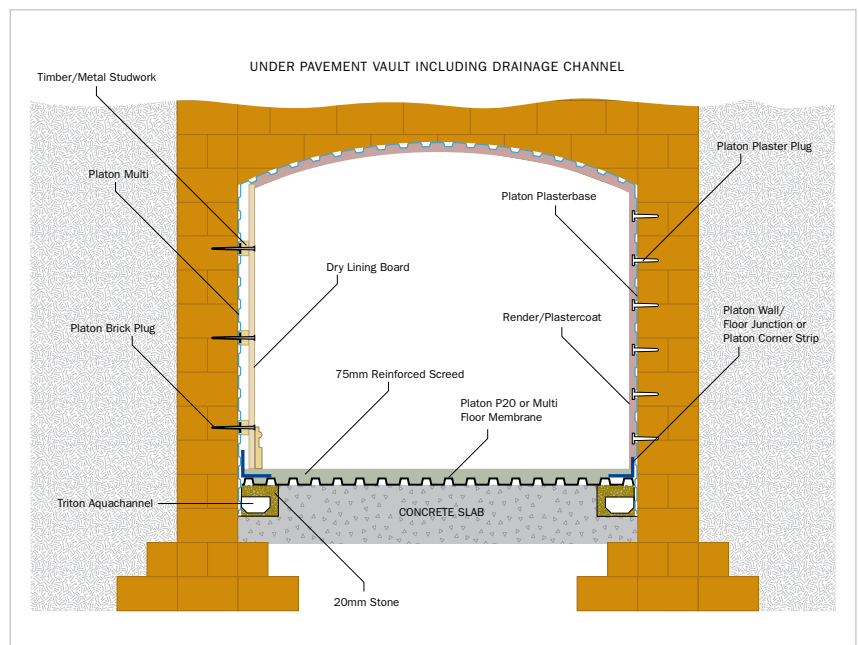 UNDER PAVEMENT VAULT INCLUDING DRAINAGE CHANNEL
Timber/Metal Studwork
Platon Multi
Platon Brick Plug
Triton Aquachannel
Dry Lining Board
75mm Reinforced Screed
Platon P20 or Multi
Floor Membrane
CONCRETE SLAB
20mm Stone
Platon Plasterbase
Render/Plastercoat
Platon Plaster Plug
Platon Wall/
Floor Junction or
Platon Corner Strip